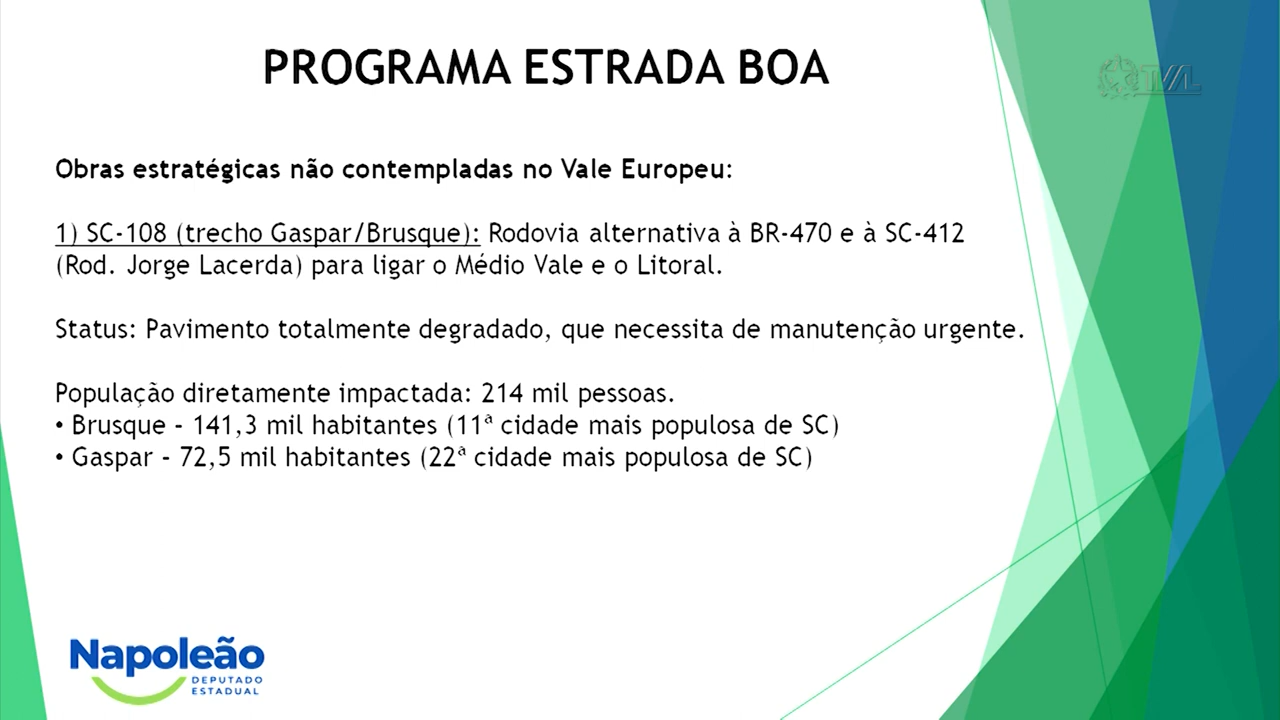 PROGRAMA ESTRADA BOA
TVAL
Obras estratégicas não contempladas no Vale Europeu:
1) SC-108 (trecho Gaspar/Brusque): Rodovia alternativa à BR-470 e à SC-412
(Rod. Jorge Lacerda) para ligar o Médio Vale e o Litoral.
Status: Pavimento totalmente degradado, que necessita de manutenção urgente.
População diretamente impactada: 214 mil pessoas.
• Brusque - 141,3 mil habitantes (11ª cidade mais populosa de SC)
• Gaspar - 72,5 mil habitantes (22ª cidade mais populosa de SC)
Napoleão
DEPUTADO
ESTADUAL